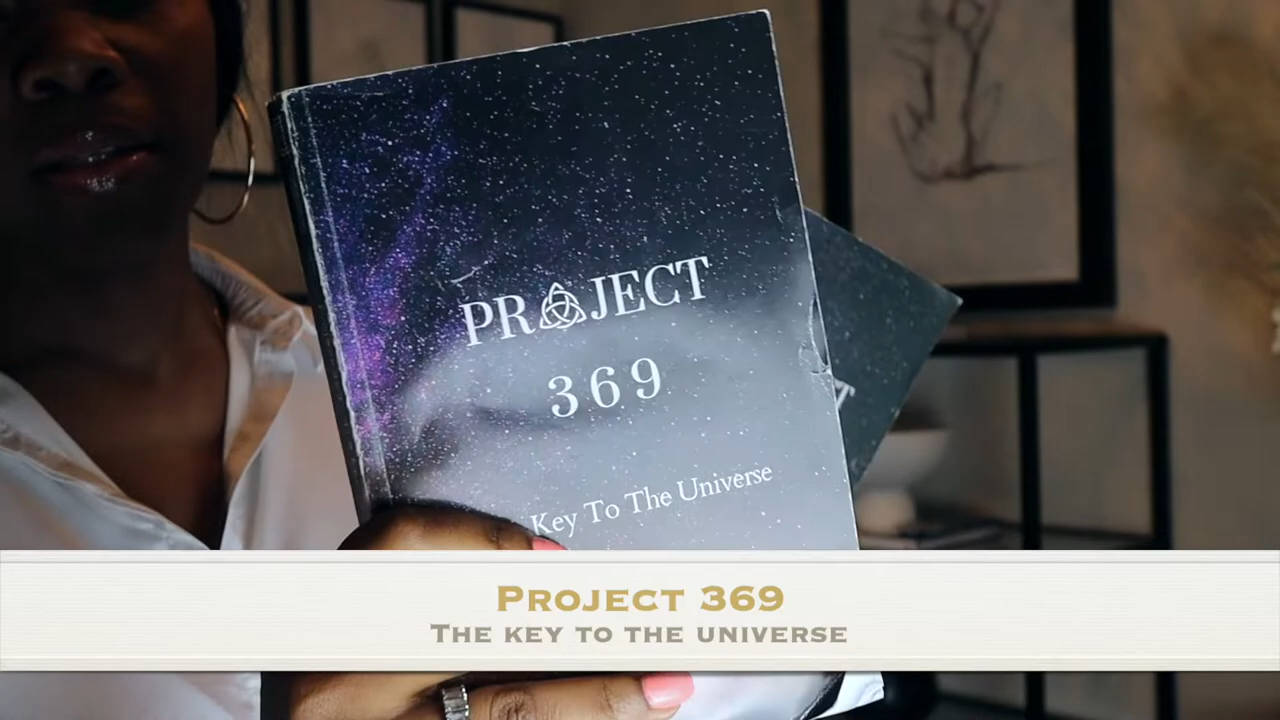 PROJECT
369
Key To The Universe
Project 369
The key to the universe